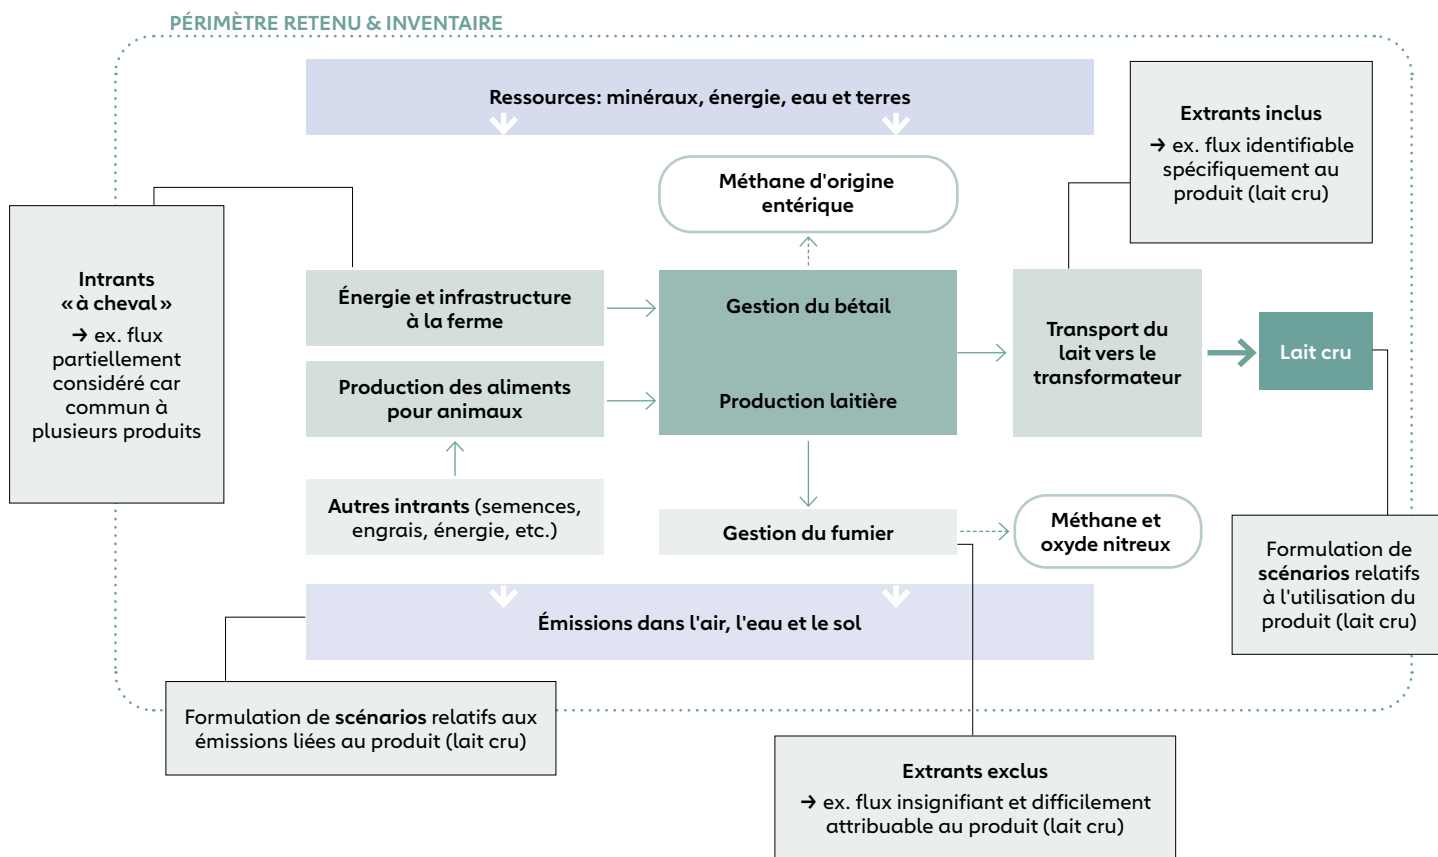 PÉRIMÈTRE RETENU & INVENTAIRE
Ressources: minéraux, énergie, eau et terres
Extrants inclus
→ ex. flux identifiable
spécifiquement au
produit (lait cru)
Méthane d'origine
entérique
Intrants
« à cheval »
→ ex. flux
partiellement
considéré car
commun à
plusieurs produits
Énergie et infrastructure
à la ferme
Gestion du bétail
Production des aliments
pour animaux
Production laitière
Transport du
lait vers le
transformateur
Lait cru
Autres intrants (semences,
engrais, énergie, etc.)
Gestion du fumier
Méthane et
oxyde nitreux
Formulation de
scénarios relatifs
à l'utilisation du
produit (lait cru)
Émissions dans l'air, l'eau et le sol
Formulation de scénarios relatifs aux
émissions liées au produit (lait cru)
Extrants exclus
→ ex. flux insignifiant et difficilement
attribuable au produit (lait cru)